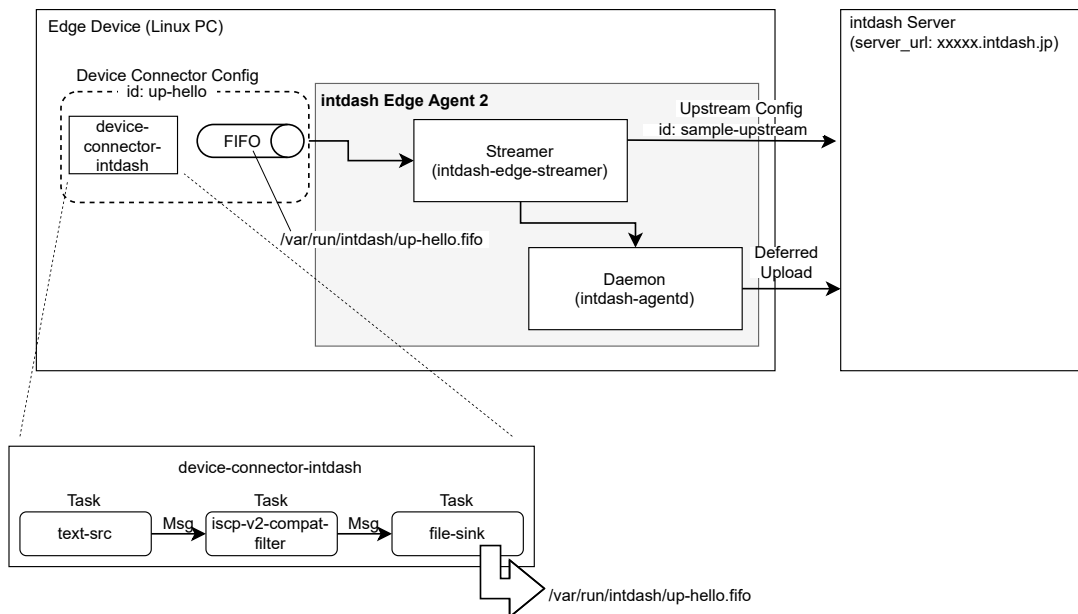 Edge Device (Linux PC)
intdash Server
(server_url: xxxxx.intdash.jp)
Device Connector Config
id: up-hello
device-
connector-
intdash
FIFO
/var/run/intdash/up-hello.fifo
intdash Edge Agent 2
Streamer
(intdash-edge-streamer)
Upstream Config
id: sample-upstream
Daemon
(intdash-agentd)
Deferred
Upload
device-connector-intdash
Task
text-src
Msg
Task
iscp-v2-compat-
filter
Msg
Task
file-sink
/var/run/intdash/up-hello.fifo